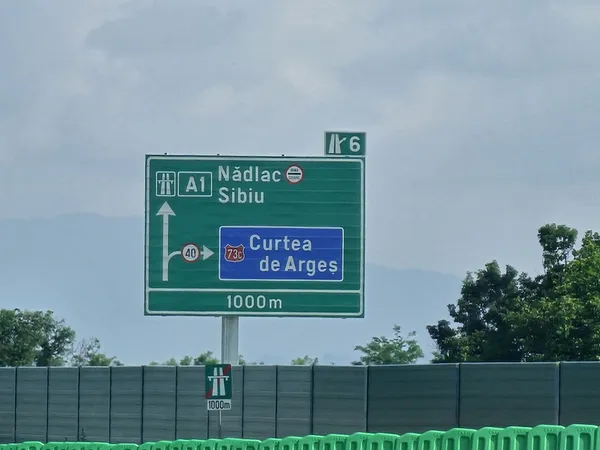 6
A1
Nădlac
Sibiu
40
73C
Curtea
de Argeș
1000m
1000m